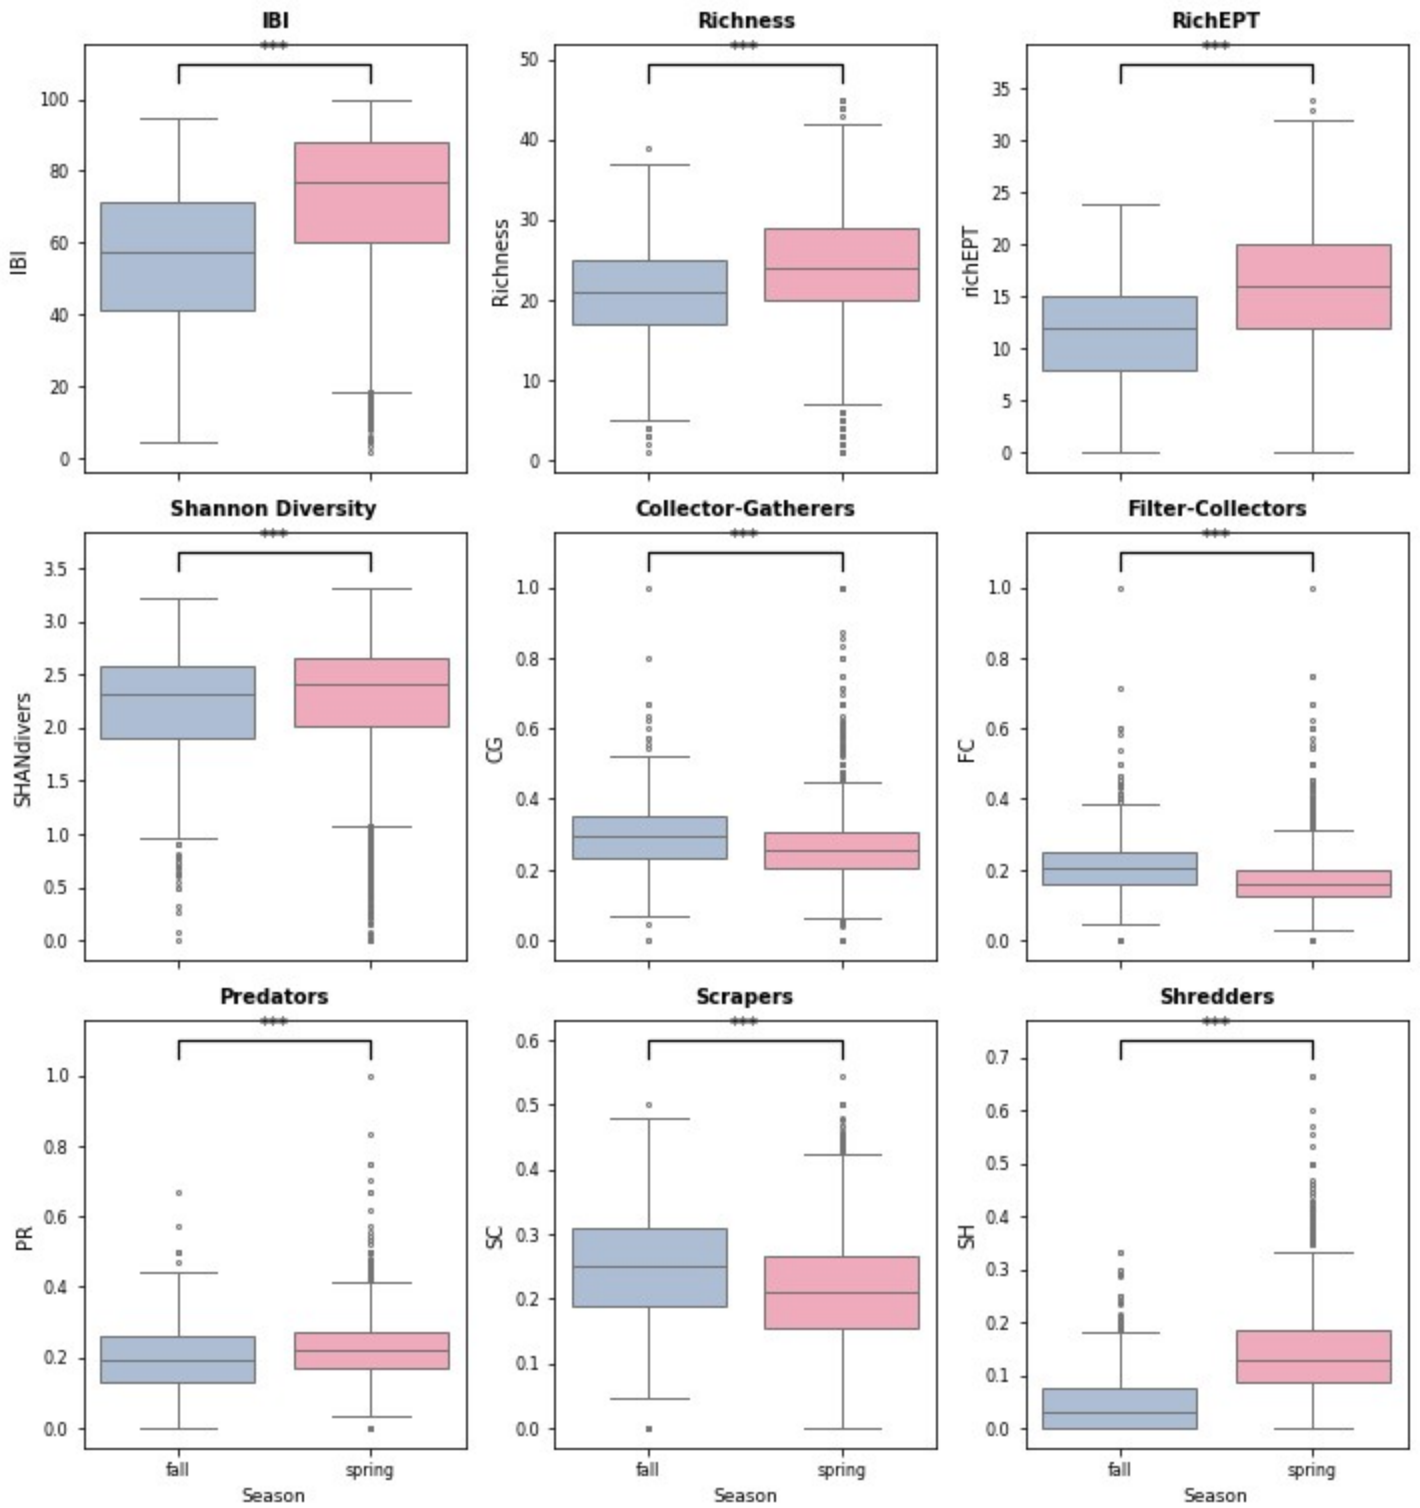 IBI
***
100
80
60
40
20
0
IBI
Richness
***
50
40
30
20
10
0
Richness
RichEPT
***
35
30
25
20
15
10
5
0
richEPT
Shannon Diversity
***
3.5
3.0
2.5
2.0
1.5
1.0
0.5
0.0
SHANdivers
Collector-Gatherers
***
1.0
0.8
0.6
0.4
0.2
0.0
CG
Filter-Collectors
***
1.0
0.8
0.6
0.4
0.2
0.0
FC
Predators
***
1.0
0.8
0.6
0.4
0.2
0.0
PR
fall spring
Season
Scrapers
***
0.6
0.5
0.4
0.3
0.2
0.1
0.0
SC
fall spring
Season
Shredders
***
0.7
0.6
0.5
0.4
0.3
0.2
0.1
0.0
SH
fall spring
Season